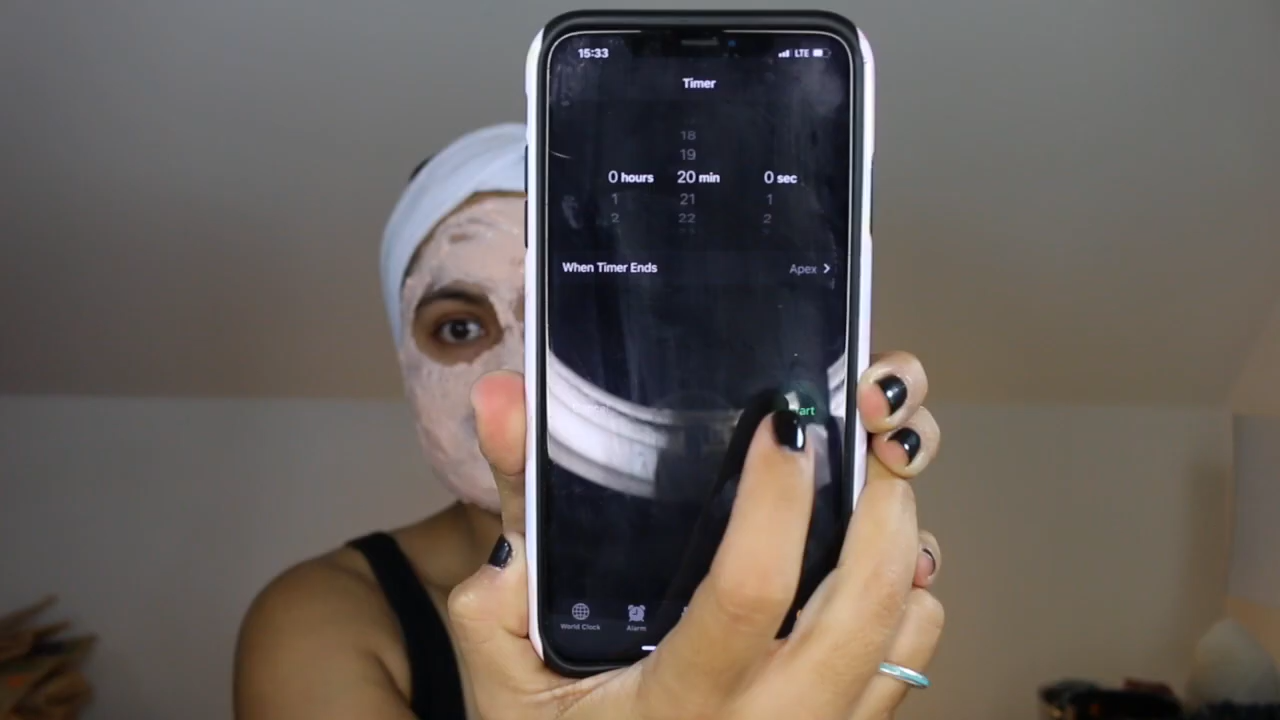 15:33 LTE
Timer
18
19
0 hours 20 min 0 sec
1 21 1
2 22 2
When Timer Ends Apex
art
World Clock Alarm